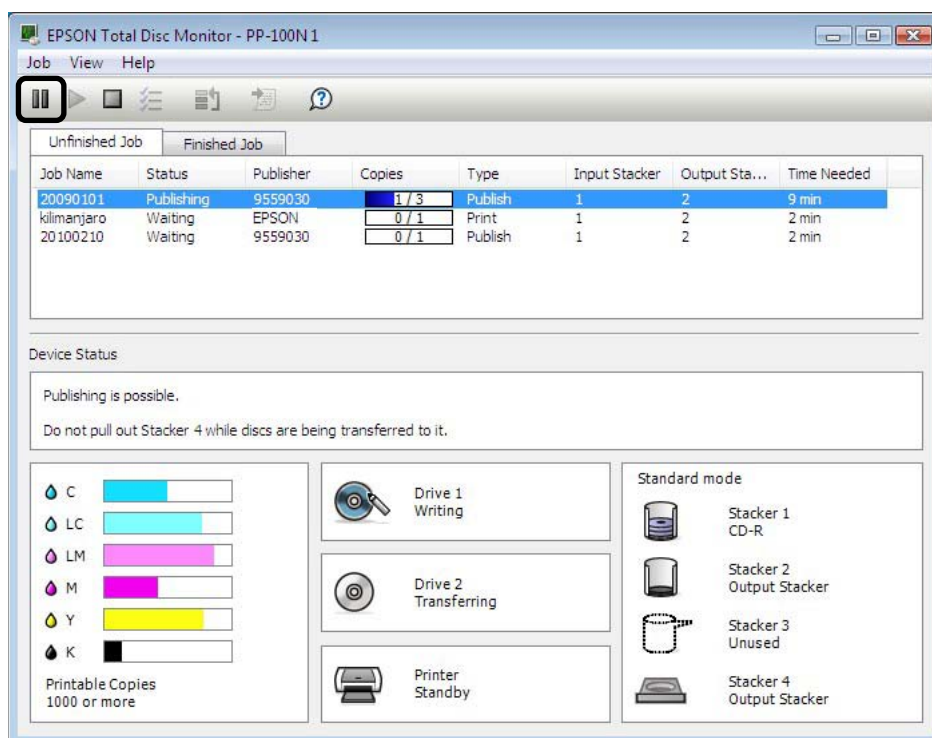 EPSON Total Disc Monitor - PP-100N 1
Job View Help
Unfinished Job Finished Job
Job Name Status Publisher Copies Type Input Stacker Output Sta... Time Needed
20090101 Publishing 9559030 1 / 3 Publish 1 2 9 min
kilimanjaro Waiting EPSON 0 / 1 Print 1 2 2 min
20100210 Waiting 9559030 0 / 1 Publish 1 2 2 min
Device Status
Publishing is possible.
Do not pull out Stacker 4 while discs are being transferred to it.
C
LC
LM
M
Y
K
Printable Copies
1000 or more
Drive 1
Writing
Drive 2
Transferring
Printer
Standby
Standard mode
Stacker 1
CD-R
Stacker 2
Output Stacker
Stacker 3
Unused
Stacker 4
Output Stacker